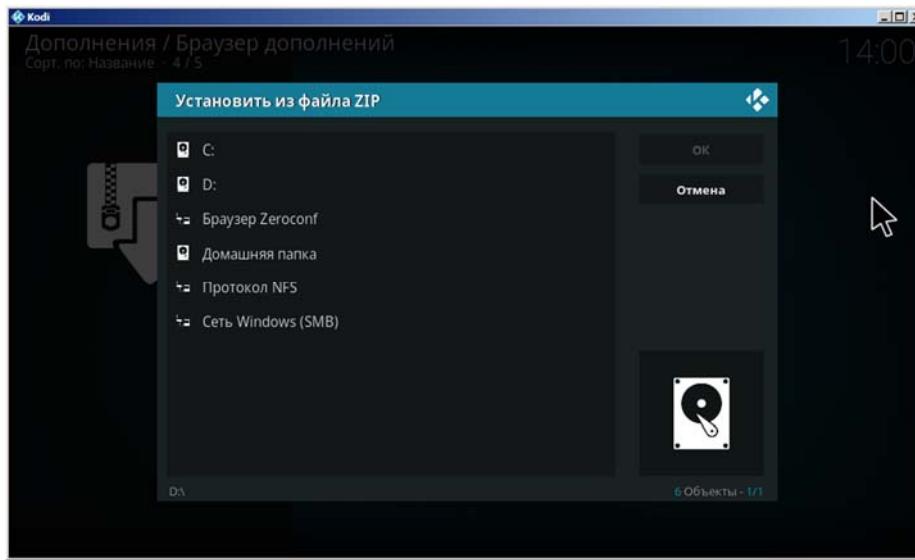 Kodi
Дополнения / Браузер дополнений
Сорт. по: Название · 4 / 5
14:00
Установить из файла ZIP
C:
D:
Браузер Zeroconf
Домашняя папка
Протокол NFS
Сеть Windows (SMB)
ОК
Отмена
D:\
6 Объекты - 1/1